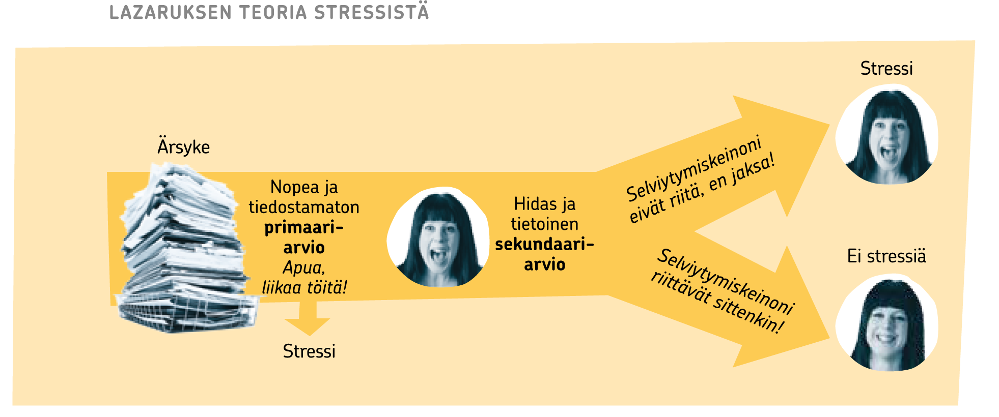 LAZARUKSEN TEORIA STRESSISTÄ
Ärsyke
Nopea ja
tiedostamaton
primaari-
arvio
Apua,
liikaa töitä!
Stressi
Hidas ja
tietoinen
sekundaari-
arvio
Selviytymiskeinoni
eivät riitä, en jaksa!
Stressi
Selviytymiskeinoni
riittävät sittenkin!
Ei stressiä